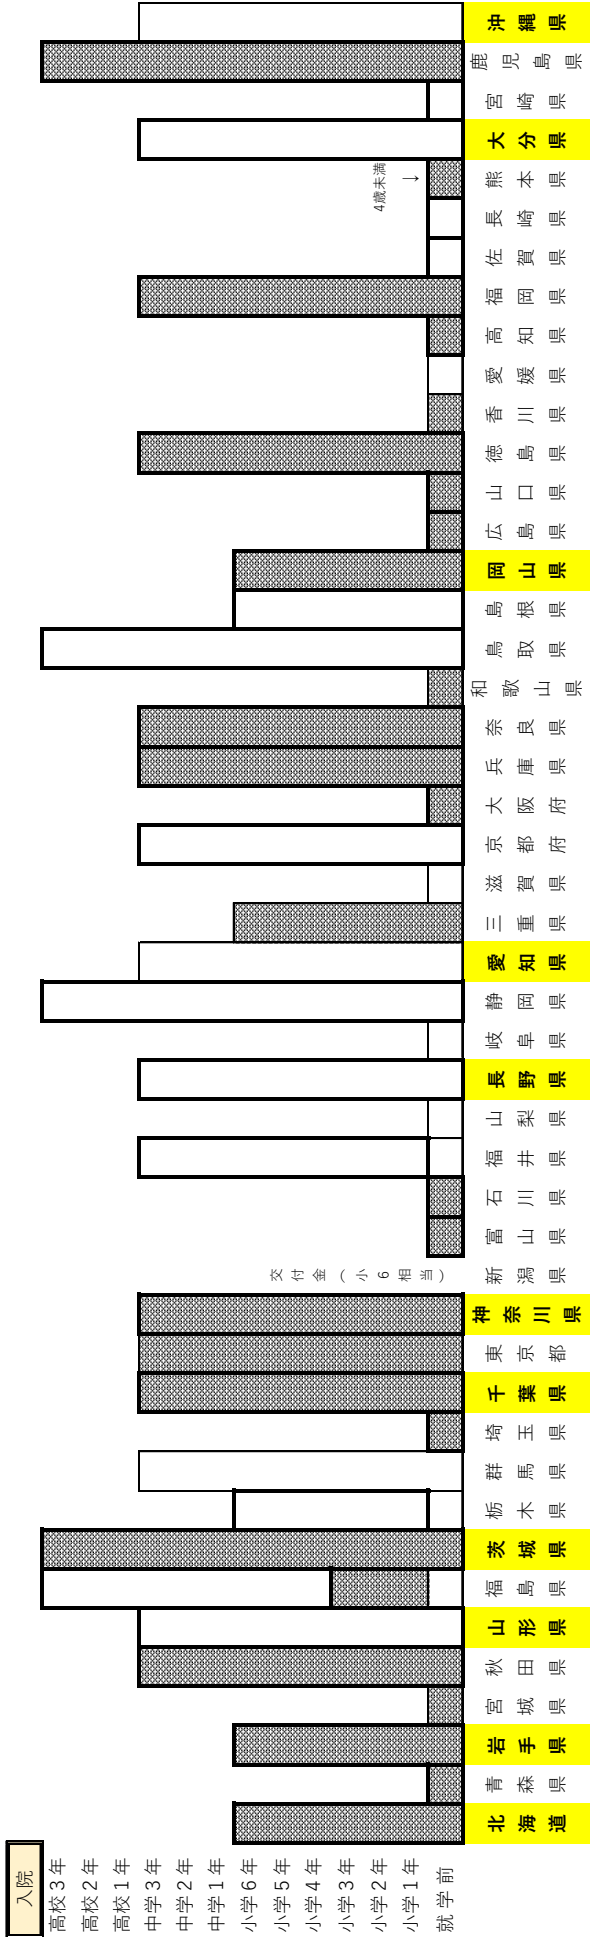 入院
高校３年
高校２年
高校１年
中学３年
中学２年
中学１年
小学６年
小学５年
小学４年
小学３年
小学２年
小学１年
就学前
北海道
青森県
岩手県
宮城県
秋田県
山形県
福島県
茨城県
栃木県
群馬県
埼玉県
千葉県
東京都
神奈川県
新潟県
交付金（小６相当）
富山県
石川県
福井県
山梨県
長野県
岐阜県
静岡県
愛知県
三重県
滋賀県
京都府
大阪府
兵庫県
奈良県
和歌山県
鳥取県
島根県
岡山県
広島県
山口県
徳島県
香川県
愛媛県
高知県
福岡県
佐賀県
長崎県
熊本県
4歳未満
↓
大分県
宮崎県
鹿児島県
沖縄県